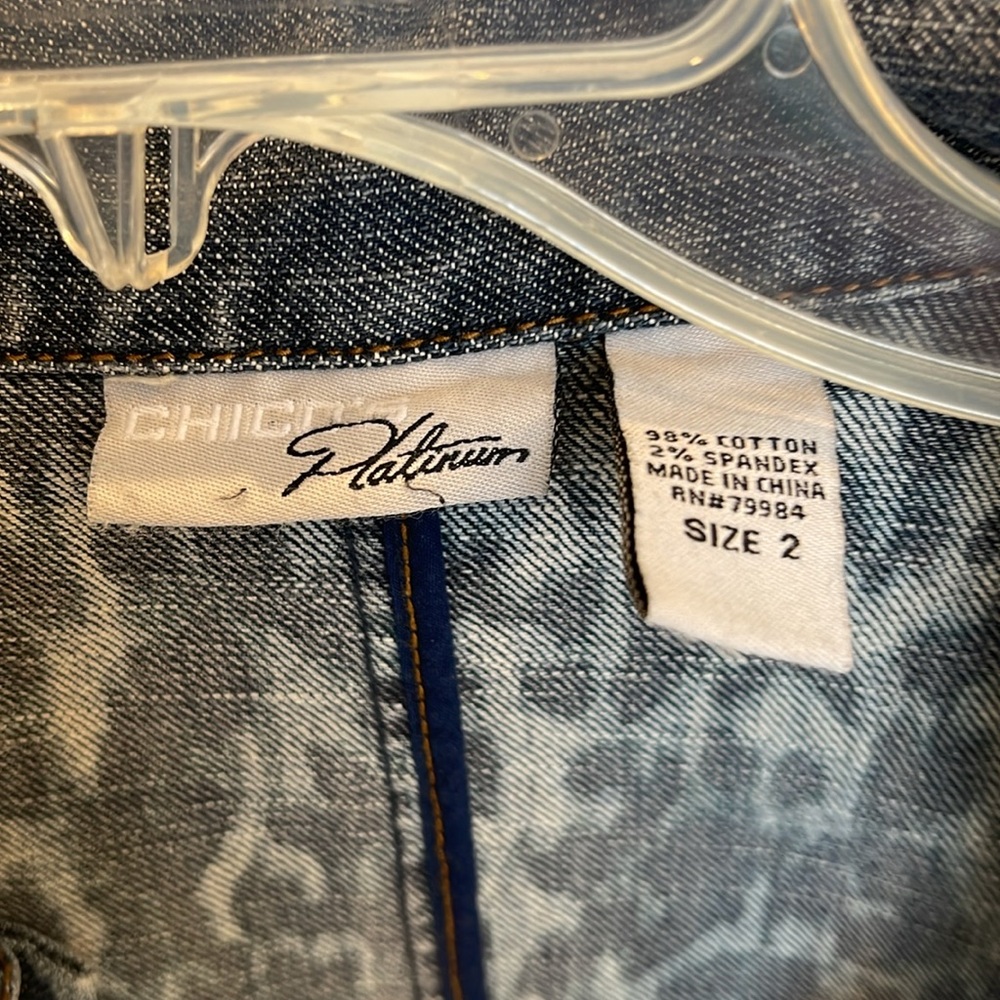 CHICO'S
Platinum
98% COTTON
2% SPANDEX
MADE IN CHINA
RN#79984
SIZE 2